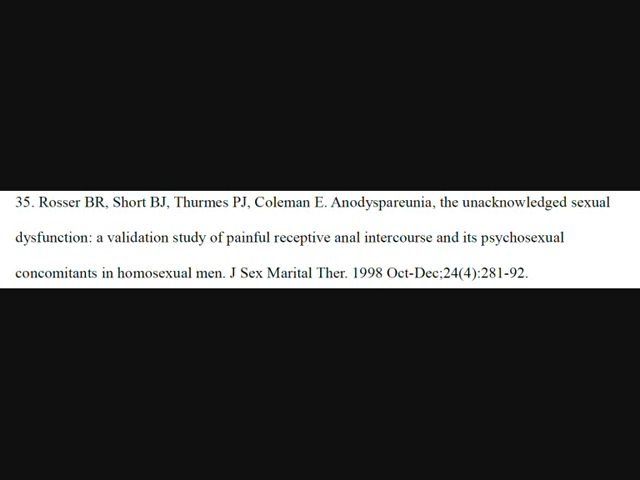 35. Rosser BR, Short BJ, Thurmes PJ, Coleman E. Anodyspareunia, the unacknowledged sexual
dysfunction: a validation study of painful receptive anal intercourse and its psychosexual
concomitants in homosexual men. J Sex Marital Ther. 1998 Oct-Dec;24(4):281-92.